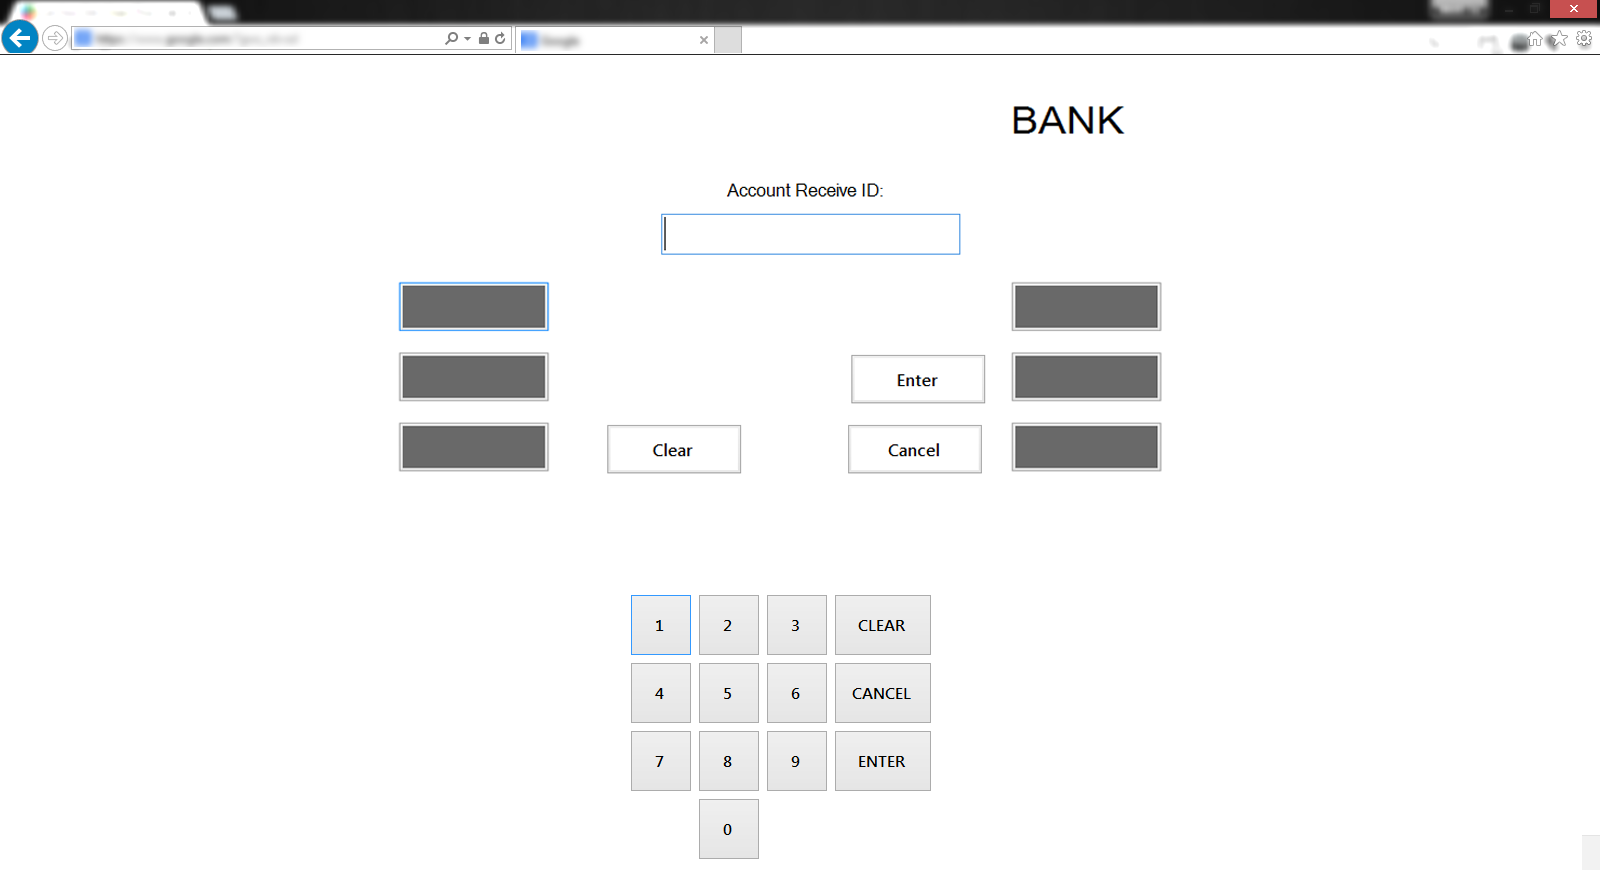 BANK
Account Receive ID:
Enter
Clear
Cancel
1 2 3 CLEAR
4 5 6 CANCEL
7 8 9 ENTER
0